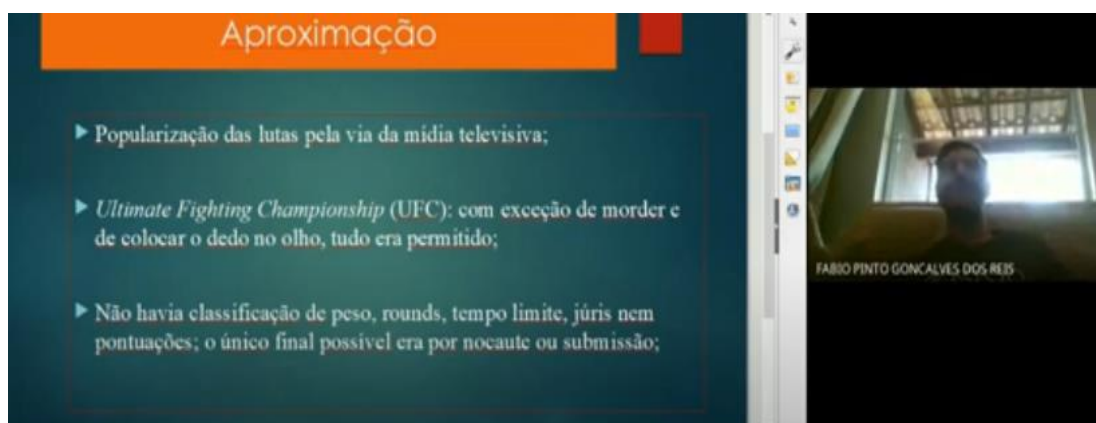 Aproximação
Popularização das lutas pela via da mídia televisiva;
Ultimate Fighting Championship (UFC): com exceção de morder e
de colocar o dedo no olho, tudo era permitido;
Não havia classificação de peso, rounds, tempo limite, júris nem
pontuações; o único final possível era por nocaute ou submissão;
FABIO PINTO GONCALVES DOS REIS